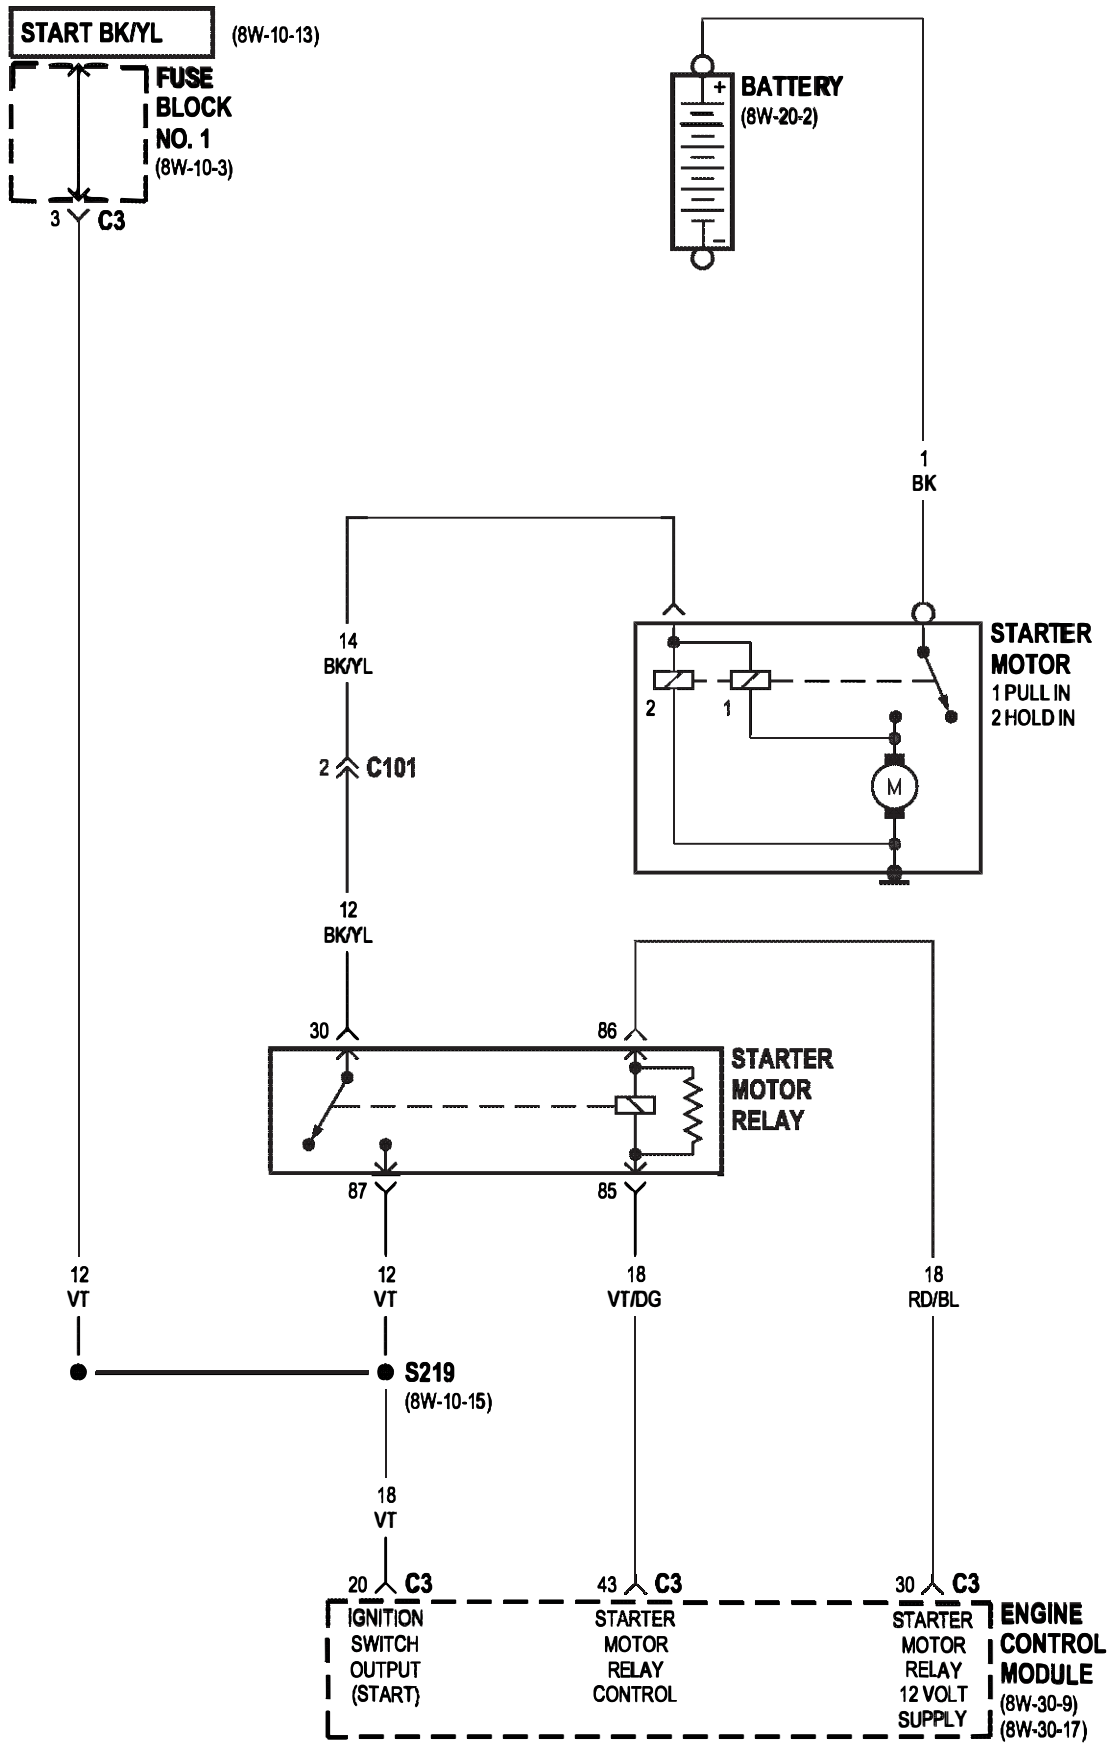 START BK/YL
(8W-10-13)
FUSE
BLOCK
NO. 1
(8W-10-3)
3
C3
+
BATTERY
(8W-20-2)
–
1
BK
14
BK/YL
STARTER
MOTOR
1 PULL IN
2 HOLD IN
2
1
M
2
C101
12
BK/YL
30
86
STARTER
MOTOR
RELAY
87
85
12
VT
12
VT
18
VT/DG
18
RD/BL
S219
(8W-10-15)
18
VT
20
C3
43
C3
30
C3
IGNITION
SWITCH
OUTPUT
(START)
STARTER
MOTOR
RELAY
CONTROL
STARTER
MOTOR
RELAY
12 VOLT
SUPPLY
ENGINE
CONTROL
MODULE
(8W-30-9)
(8W-30-17)